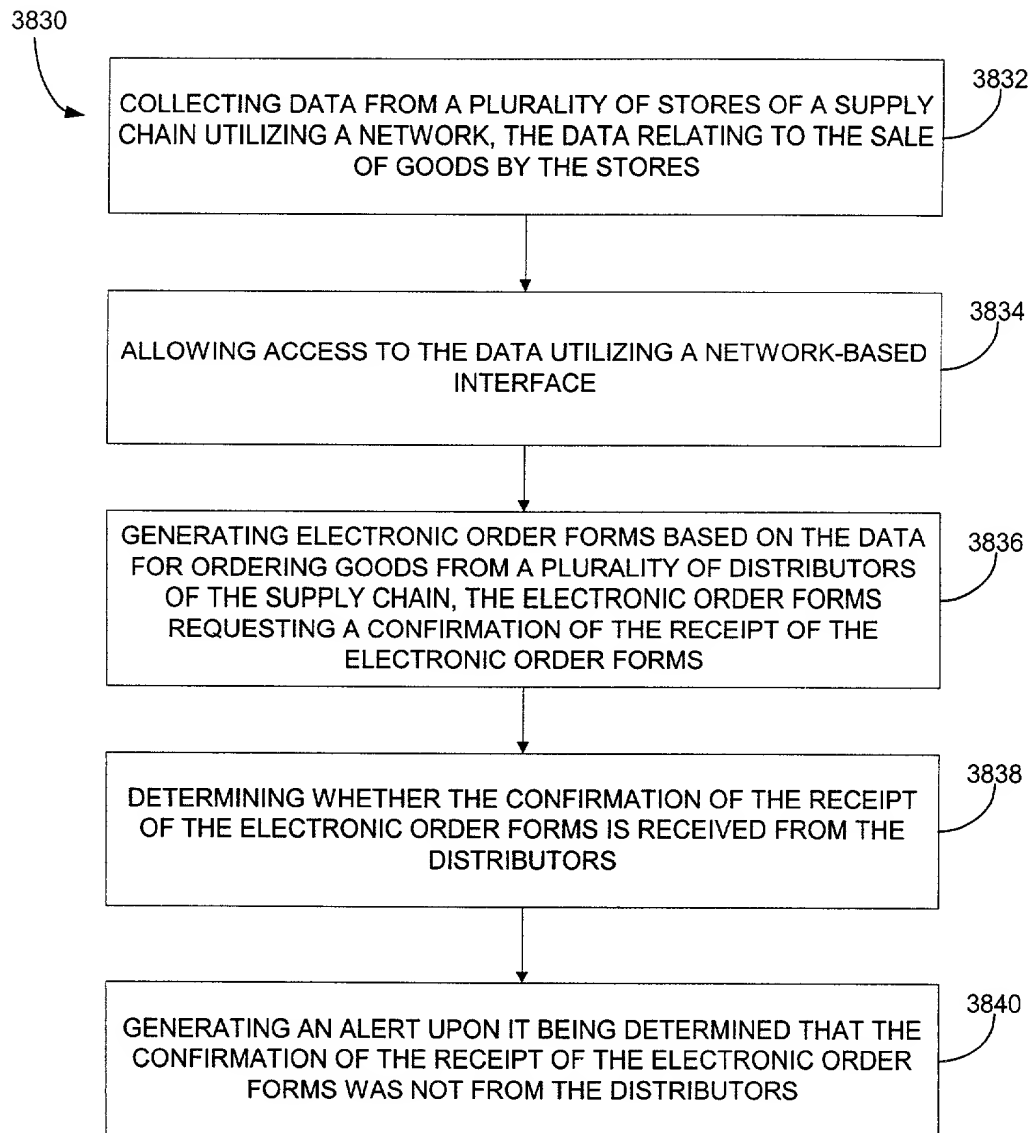 3830
3832
COLLECTING DATA FROM A PLURALITY OF STORES OF A SUPPLY
CHAIN UTILIZING A NETWORK, THE DATA RELATING TO THE SALE
OF GOODS BY THE STORES
3834
ALLOWING ACCESS TO THE DATA UTILIZING A NETWORK-BASED
INTERFACE
3836
GENERATING ELECTRONIC ORDER FORMS BASED ON THE DATA
FOR ORDERING GOODS FROM A PLURALITY OF DISTRIBUTORS
OF THE SUPPLY CHAIN, THE ELECTRONIC ORDER FORMS
REQUESTING A CONFIRMATION OF THE RECEIPT OF THE
ELECTRONIC ORDER FORMS
3838
DETERMINING WHETHER THE CONFIRMATION OF THE RECEIPT
OF THE ELECTRONIC ORDER FORMS IS RECEIVED FROM THE
DISTRIBUTORS
3840
GENERATING AN ALERT UPON IT BEING DETERMINED THAT THE
CONFIRMATION OF THE RECEIPT OF THE ELECTRONIC ORDER
FORMS WAS NOT FROM THE DISTRIBUTORS